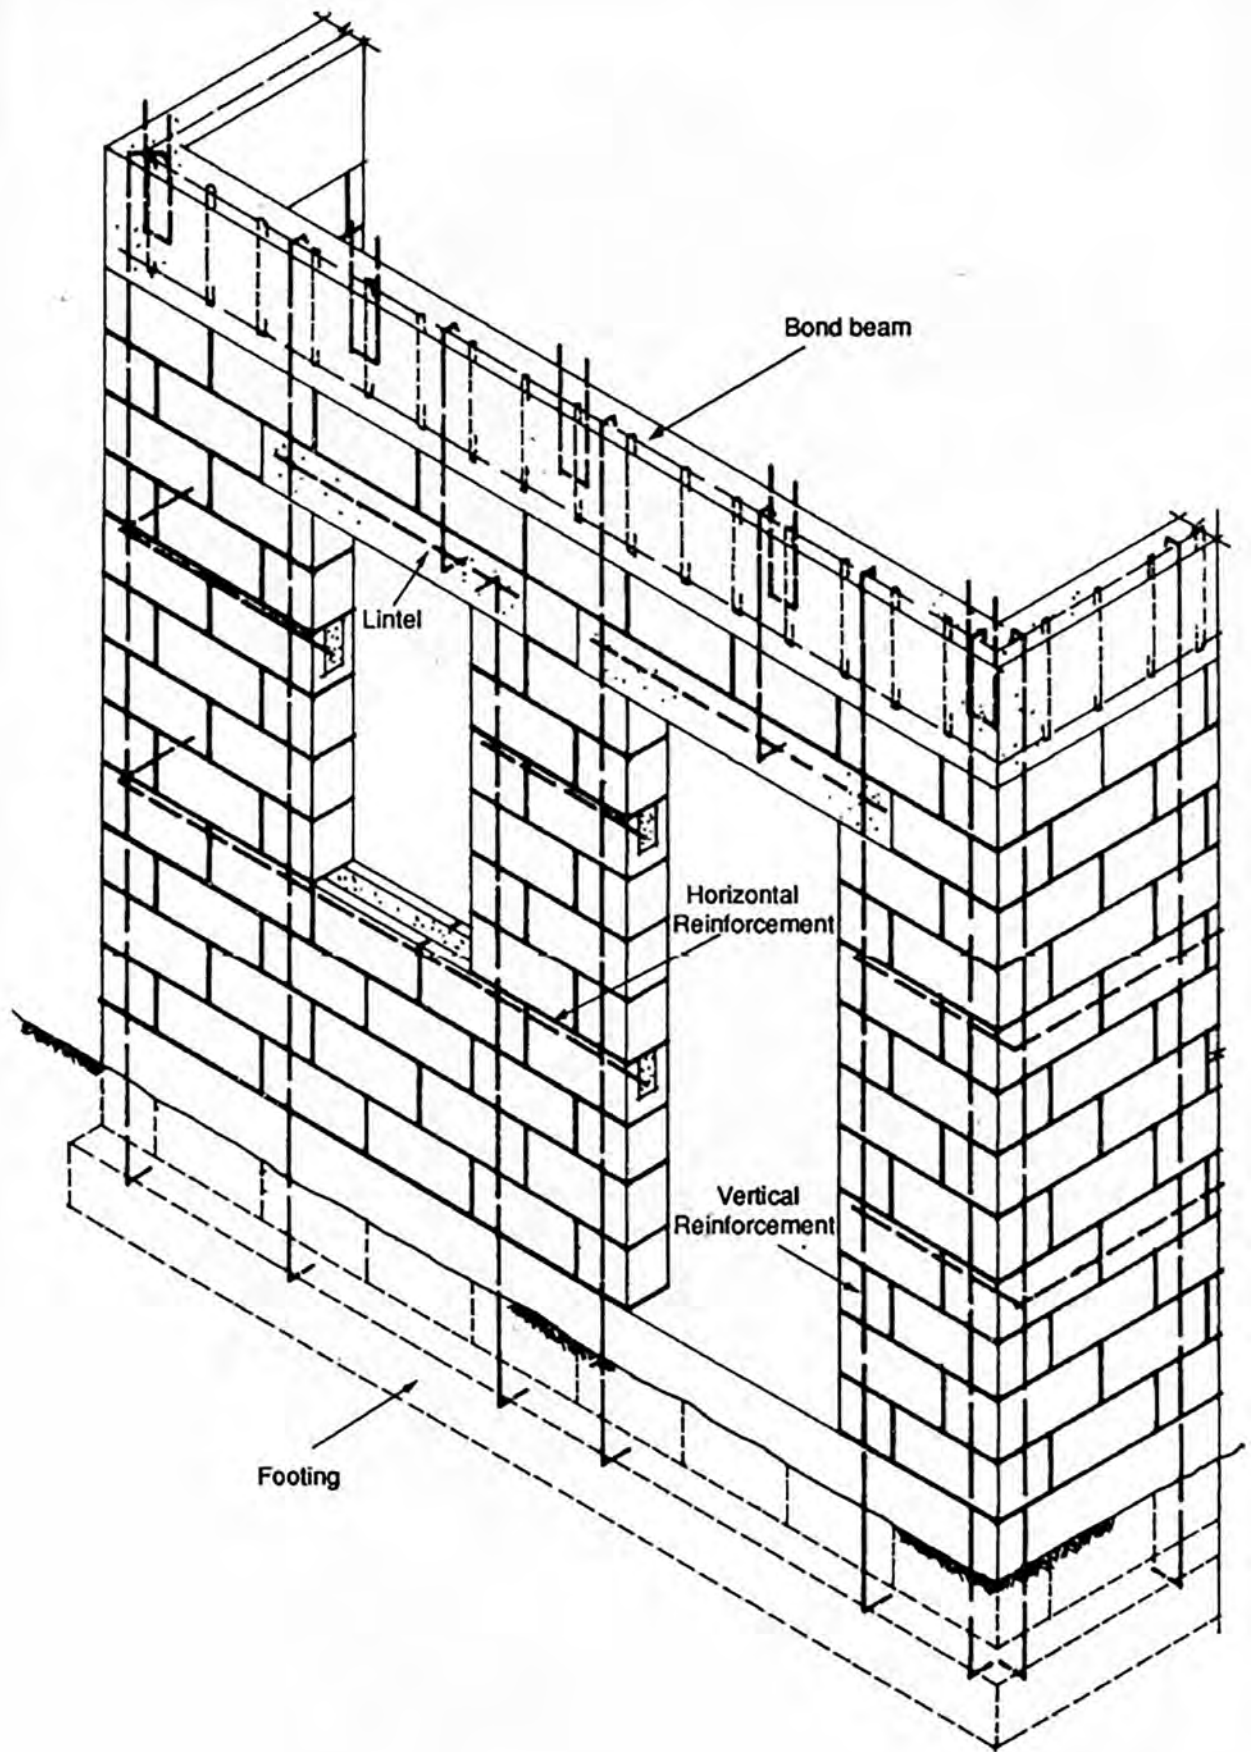 Bond beam
Lintel
Horizontal
Reinforcement
Vertical
Reinforcement
Footing